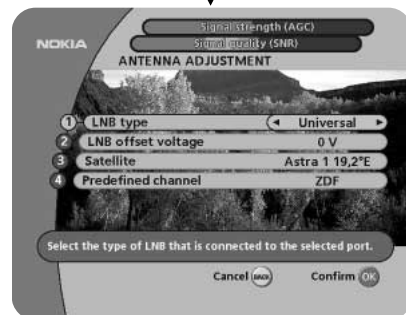 Signal strength (AGC)
Signal quality (SNR)
NOKIA
ANTENNA ADJUSTMENT
1 LNB type Universal
2 LNB offset voltage 0 V
3 Satellite Astra 1 19,2°E
4 Predefined channel ZDF
Select the type of LNB that is connected to the selected port.
Cancel BACK Confirm OK